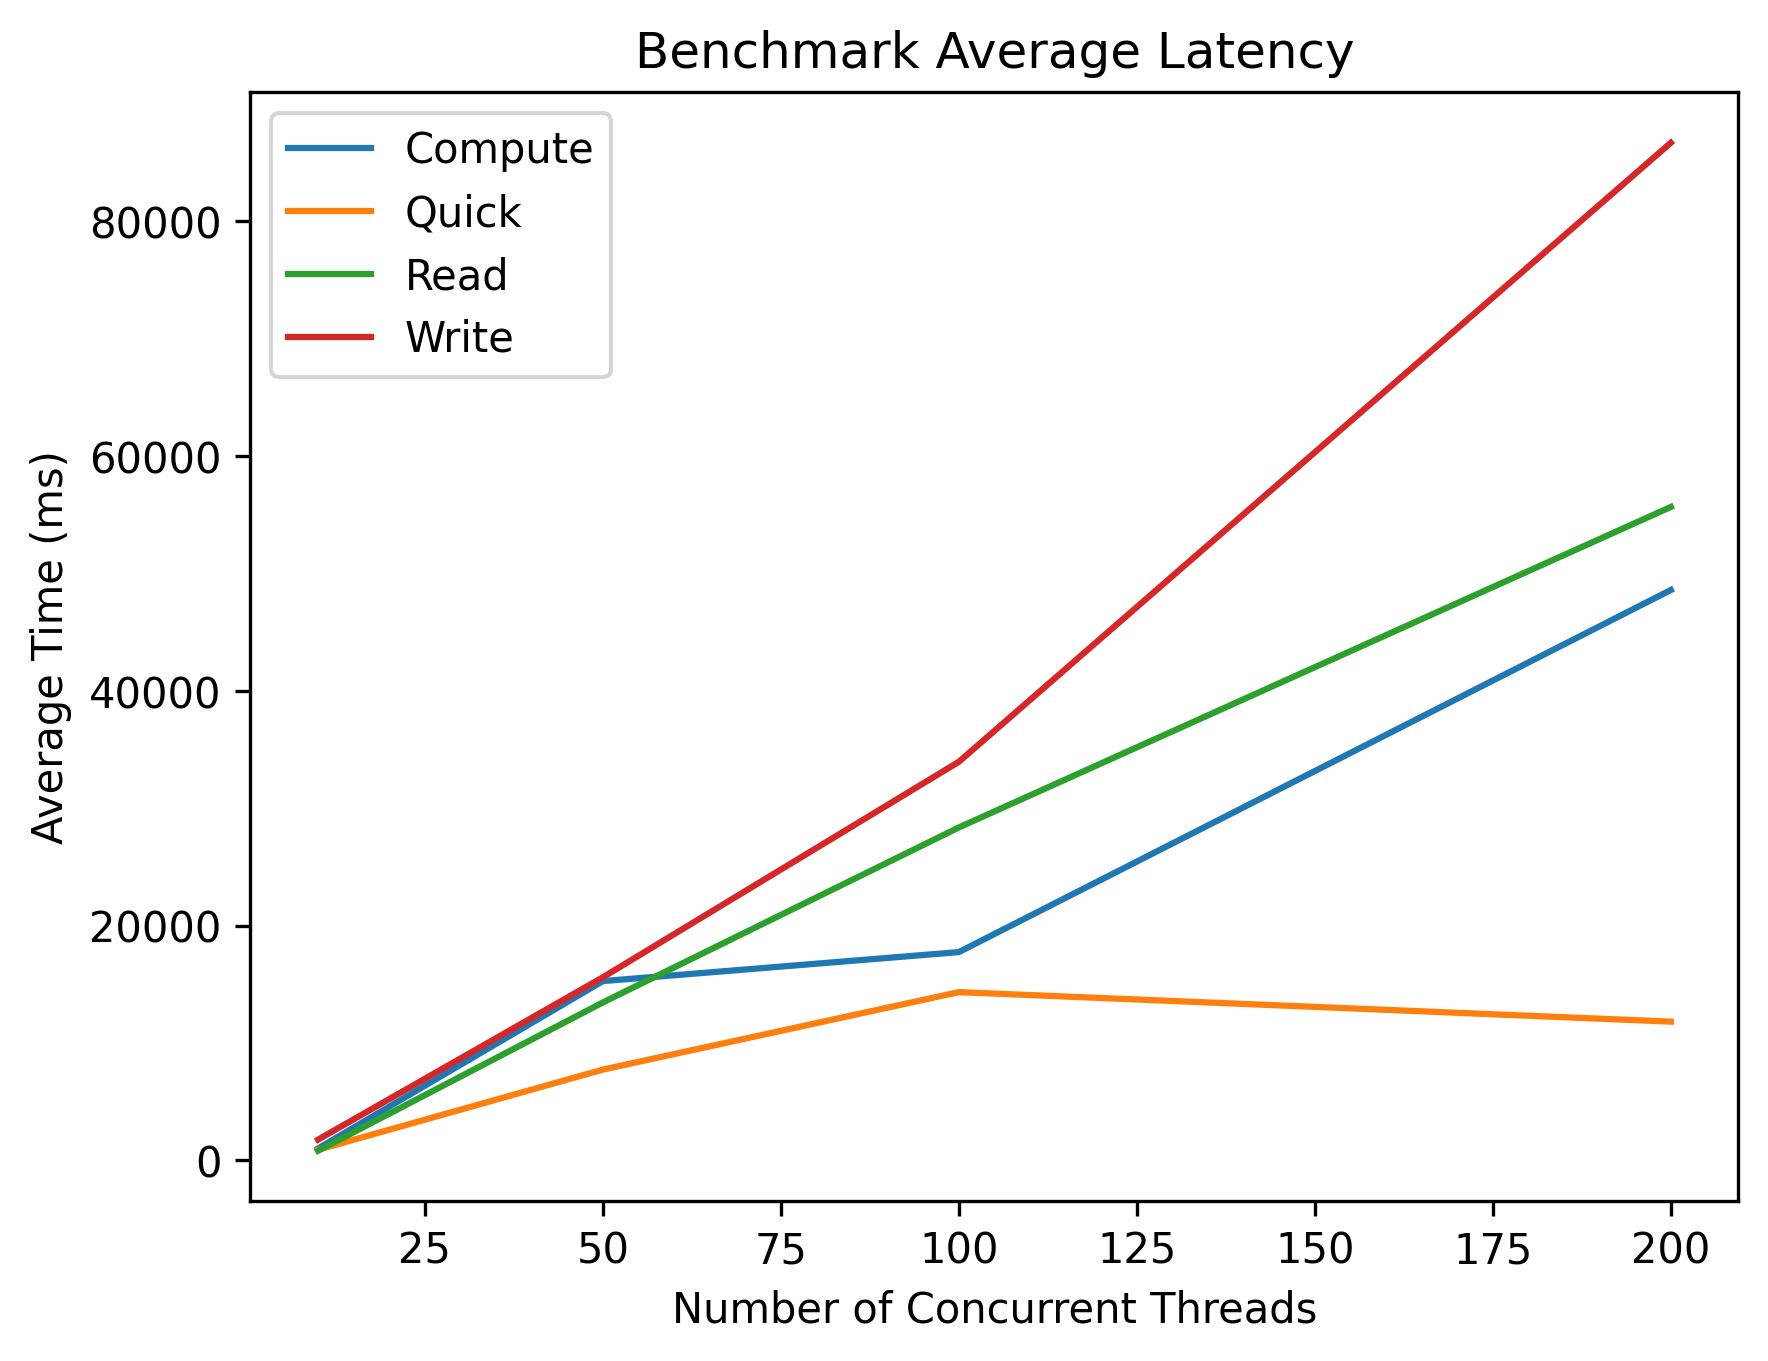 Benchmark Average Latency
Compute
Quick
Read
Write
Average Time (ms)
80000
60000
40000
20000
0
25 50 75 100 125 150 175 200
Number of Concurrent Threads